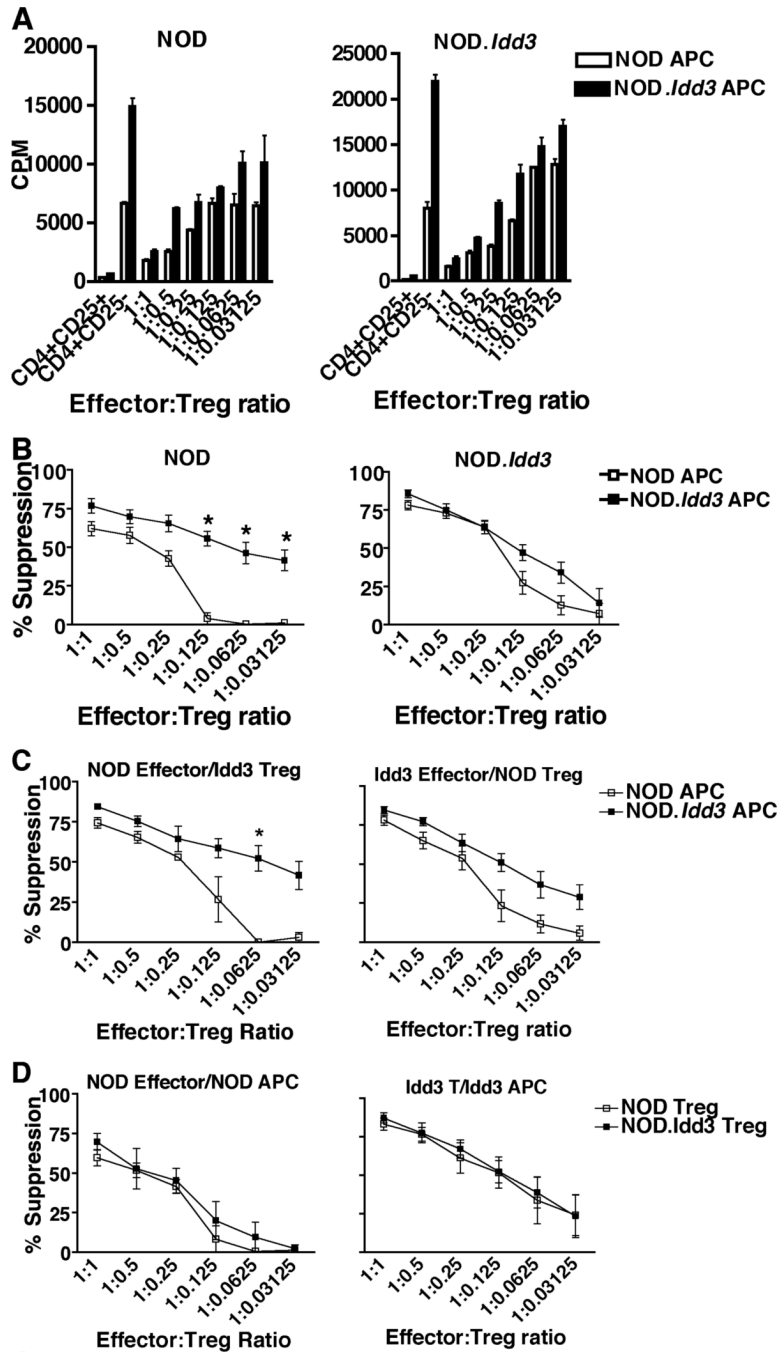 A
NOD
NOD.Idd3
NOD APC
NOD.Idd3 APC
CPM
20000
15000
10000
5000
0
25000
20000
15000
10000
5000
0
CD4+CD25+
CD4+CD25-
1:1
1:0.5
1:0.25
1:0.125
1:0.0625
1:0.03125
CD4+CD25+
CD4+CD25-
1:1
1:0.5
1:0.25
1:0.125
1:0.0625
1:0.03125
Effector:Treg ratio
Effector:Treg ratio
B
NOD
NOD.Idd3
NOD APC
NOD.Idd3 APC
% Suppression
100
75
50
25
0
* * *
100
75
50
25
0
1:1
1:0.5
1:0.25
1:0.125
1:0.0625
1:0.03125
1:1
1:0.5
1:0.25
1:0.125
1:0.0625
1:0.03125
Effector:Treg ratio
Effector:Treg ratio
C
NOD Effector/Idd3 Treg
Idd3 Effector/NOD Treg
NOD APC
NOD.Idd3 APC
% Suppression
100
75
50
25
0
*
1:1
1:0.5
1:0.25
1:0.125
1:0.0625
1:0.03125
1:1
1:0.5
1:0.25
1:0.125
1:0.0625
1:0.03125
Effector:Treg Ratio
Effector:Treg ratio
D
NOD Effector/NOD APC
Idd3 T/Idd3 APC
NOD Treg
NOD.Idd3 Treg
% Suppression
100
75
50
25
0
1:1
1:0.5
1:0.25
1:0.125
1:0.0625
1:0.03125
1:1
1:0.5
1:0.25
1:0.125
1:0.0625
1:0.03125
Effector:Treg Ratio
Effector:Treg ratio